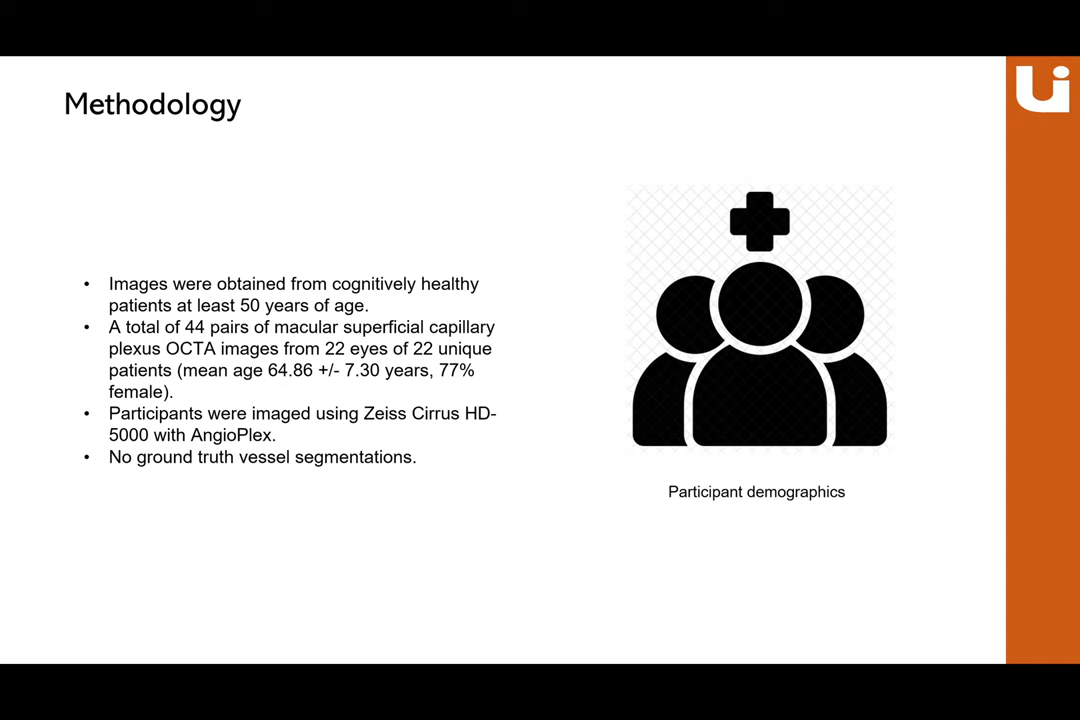 Methodology
• Images were obtained from cognitively healthy
patients at least 50 years of age.
• A total of 44 pairs of macular superficial capillary
plexus OCTA images from 22 eyes of 22 unique
patients (mean age 64.86 +/- 7.30 years, 77%
female).
• Participants were imaged using Zeiss Cirrus HD-
5000 with AngioPlex.
• No ground truth vessel segmentations.
Participant demographics